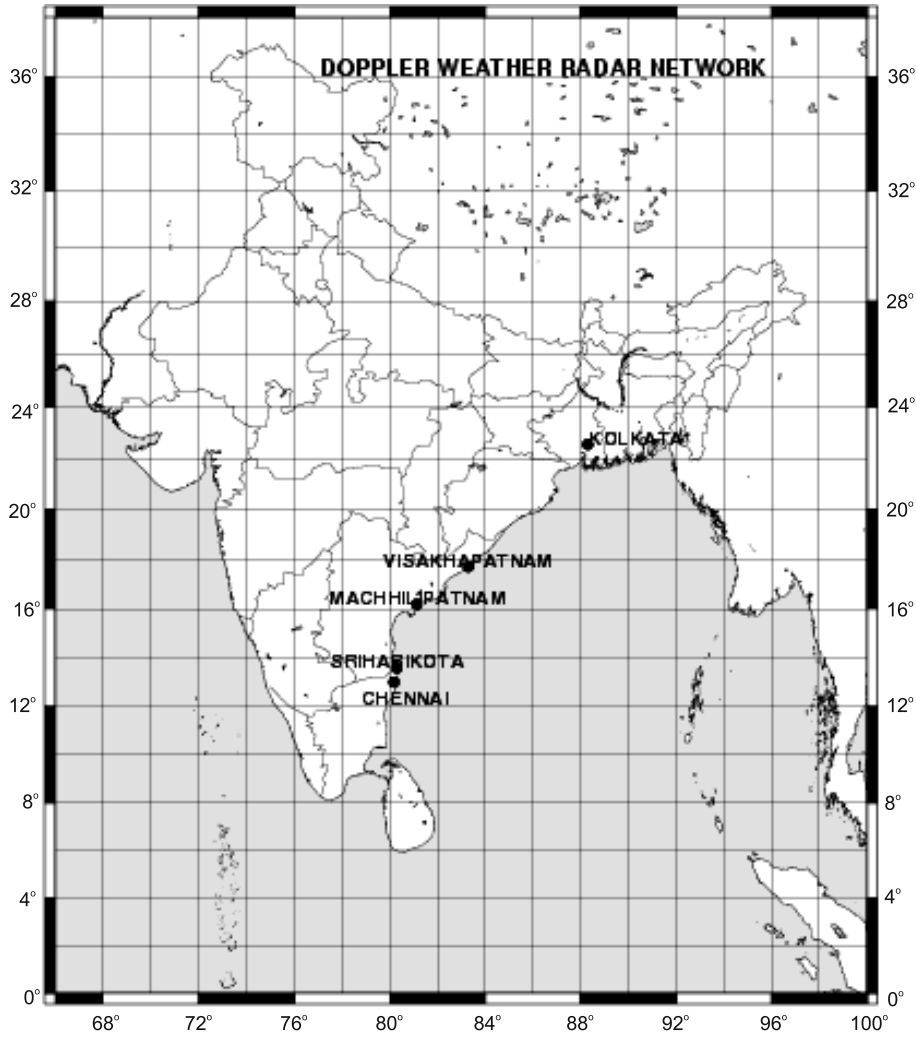 DOPPLER WEATHER RADAR NETWORK
36° 36°
32° 32°
28° 28°
24° 24°
KOLKATA
20° 20°
VISAKHAPATNAM
MACHHILIPATNAM
16° 16°
SRIHARIKOTA
CHENNAI
12° 12°
8° 8°
4° 4°
0° 0°
68° 72° 76° 80° 84° 88° 92° 96° 100°